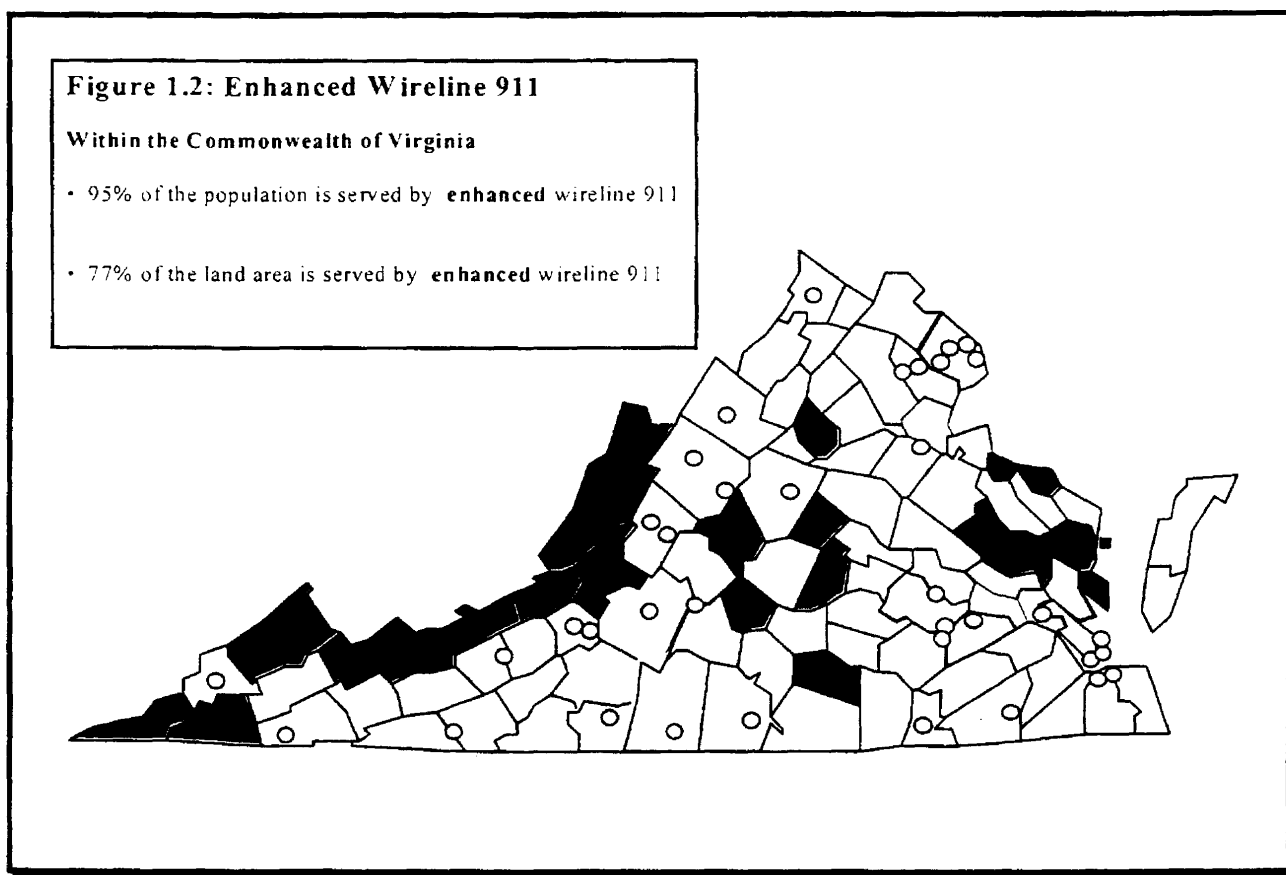 Figure 1.2: Enhanced Wireline 911
Within the Commonwealth of Virginia
• 95% of the population is served by enhanced wireline 911
• 77% of the land area is served by enhanced wireline 911